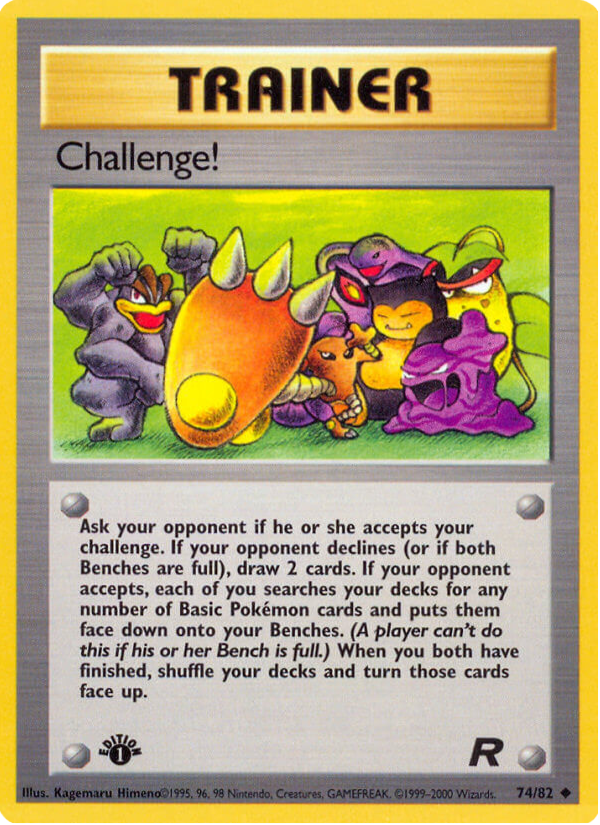 TRAINER
Challenge!
Ask your opponent if he or she accepts your
challenge. If your opponent declines (or if both
Benches are full), draw 2 cards. If your opponent
accepts, each of you searches your decks for any
number of Basic Pokémon cards and puts them
face down onto your Benches. (A player can't do
this if his or her Bench is full.) When you both have
finished, shuffle your decks and turn those cards
face up.
EDITION
1
R
Illus. Kagemaru Himeno©1995, 96, 98 Nintendo, Creatures, GAMEFREAK. ©1999-2000 Wizards. 74/82